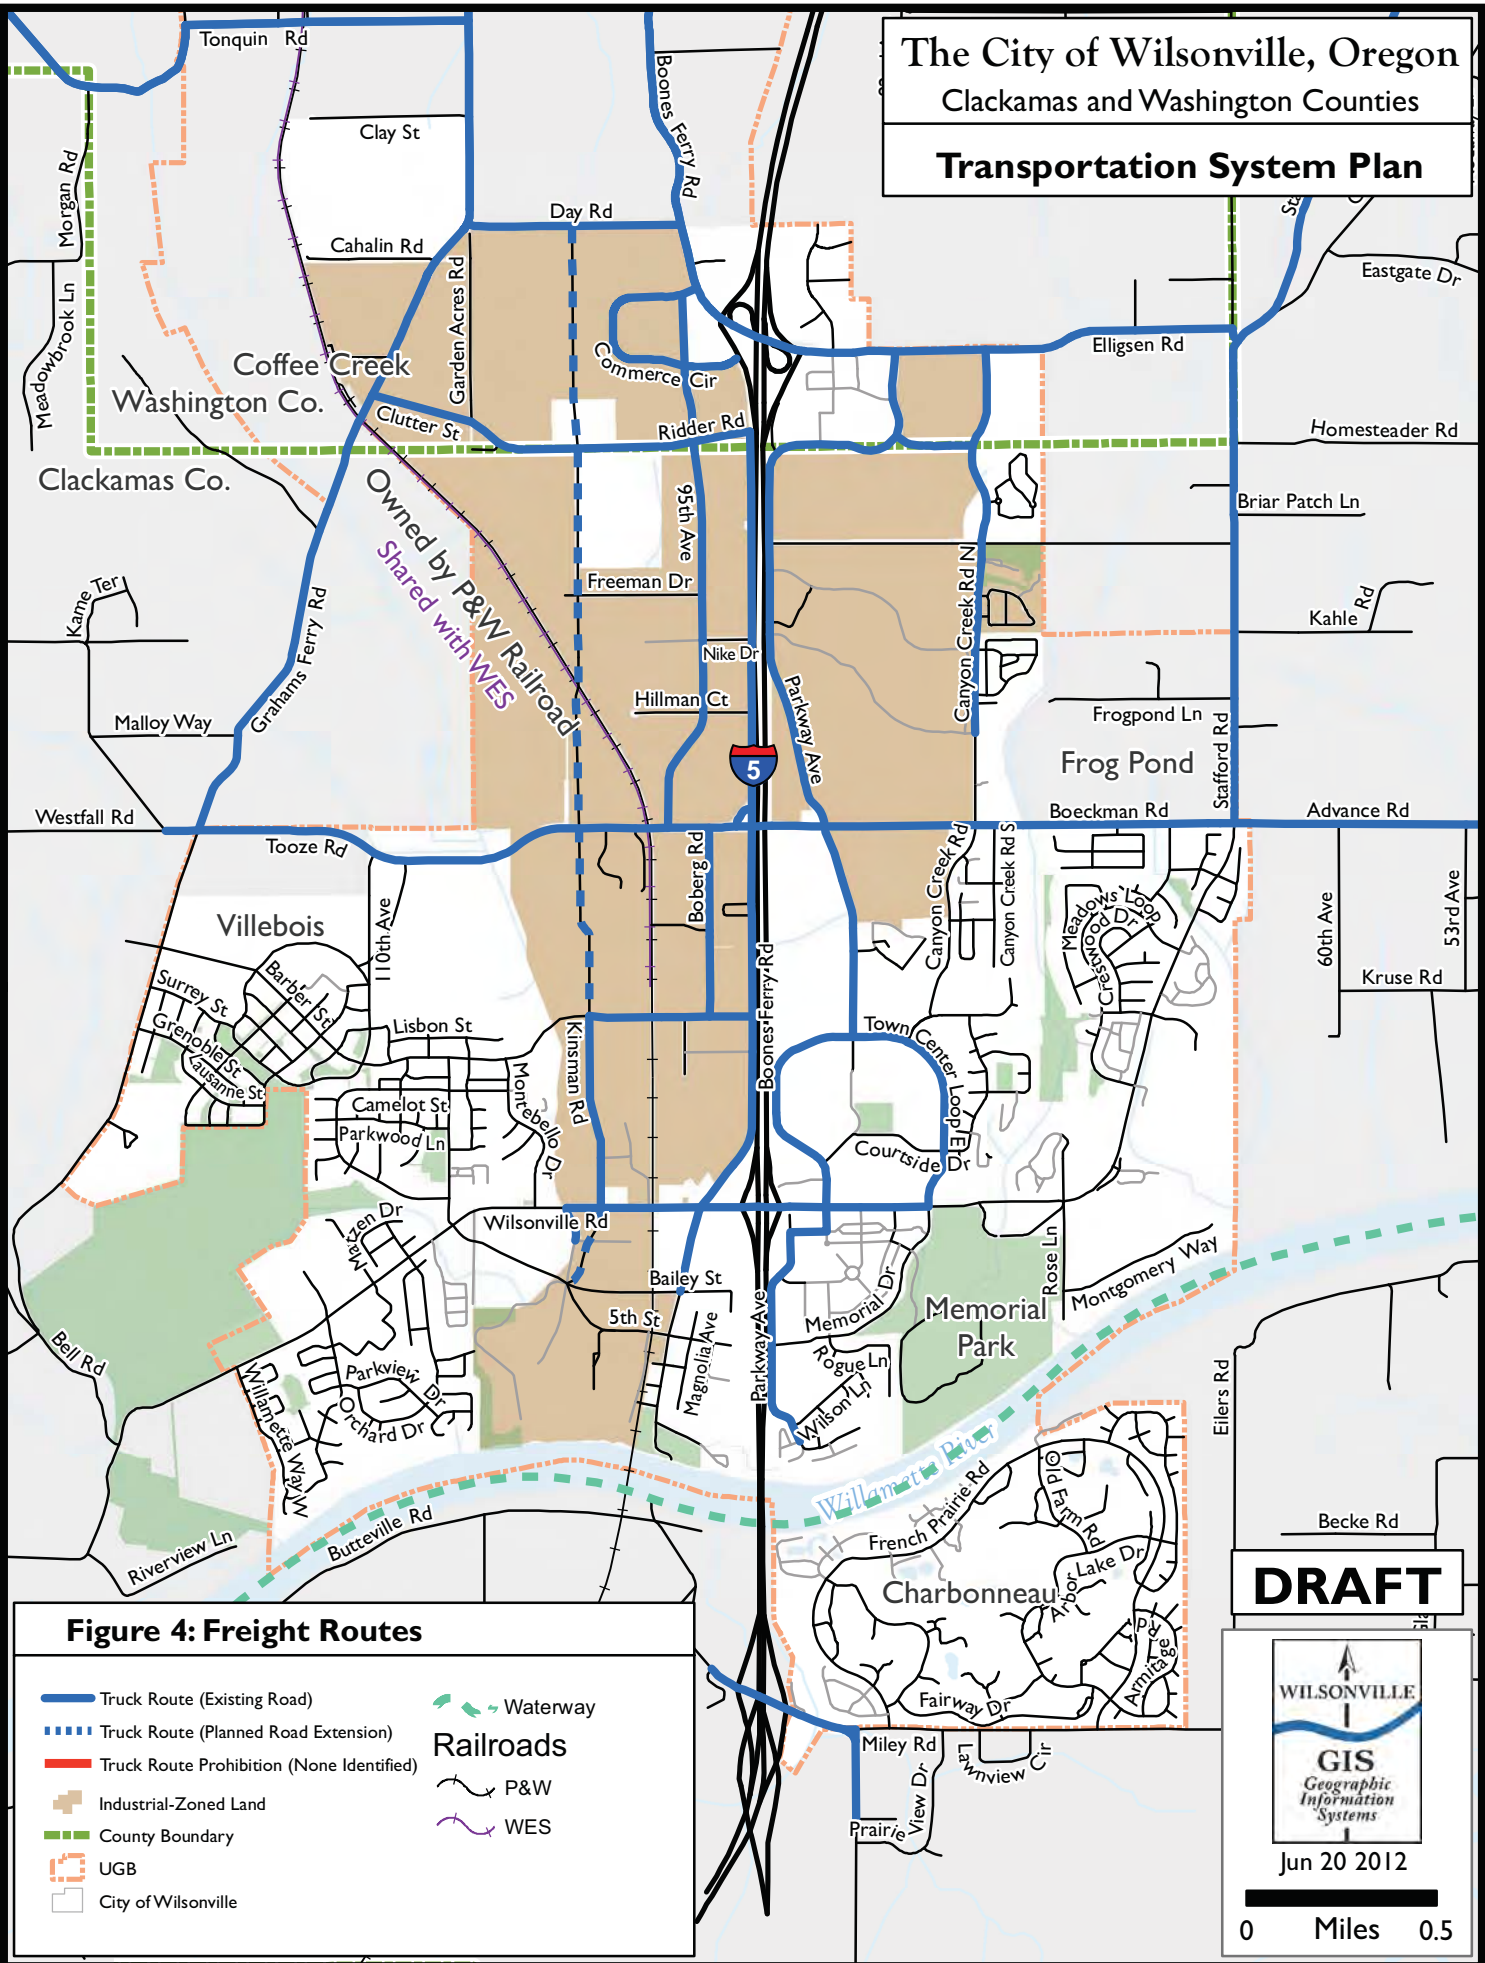 The City of Wilsonville, Oregon
Clackamas and Washington Counties
Transportation System Plan
Tonquin Rd
Boones Ferry Rd
Clay St
Morgan Rd
Day Rd
Cahalin Rd
Eastgate Dr
Meadowbrook Ln
Garden Acres Rd
Elligsen Rd
Coffee Creek
Commerce Cir
Washington Co.
Clutter St
Ridder Rd
Homesteader Rd
Clackamas Co.
Owned by P&W Railroad
Shared with WES
95th Ave
Briar Patch Ln
Freeman Dr
Kame Ter
Canyon Creek Rd N
Kahle Rd
Grahams Ferry Rd
Nike Dr
Hillman Ct
Parkway Ave
Malloy Way
Frogpond Ln
Stafford Rd
Frog Pond
5
Westfall Rd
Boeckman Rd
Advance Rd
Tooze Rd
Boberg Rd
Canyon Creek Rd
Canyon Creek Rd S
Meadows Loop
Crestwood Dr
60th Ave
53rd Ave
Villebois
110th Ave
Kruse Rd
Surrey St
Barber St
Boones Ferry Rd
Grenoble St
Lisbon St
Town Center Loop E
Lausanne St
Kinsman Rd
Camelot St
Montebello Dr
Parkwood Ln
Courtside Dr
Matzen Dr
Wilsonville Rd
Rose Ln
Montgomery Way
Bailey St
Memorial Dr
Memorial
Park
5th St
Magnolia Ave
Parkway Ave
Bell Rd
Rogue Ln
Parkview Dr
Wilson Ln
Eilers Rd
Willamette Way W
Orchard Dr
Willamette River
Old Farm Rd
French Prairie Rd
Butteville Rd
Riverview Ln
Becke Rd
Arbor Lake Dr
Charbonneau
DRAFT
Armitage Rd
Fairway Dr
Miley Rd
Lawnview Cir
Prairie View Dr
Figure 4: Freight Routes
Truck Route (Existing Road)
Truck Route (Planned Road Extension)
Truck Route Prohibition (None Identified)
Industrial-Zoned Land
County Boundary
UGB
City of Wilsonville
Waterway
Railroads
P&W
WES
WILSONVILLE
GIS
Geographic
Information
Systems
Jun 20 2012
0 Miles 0.5